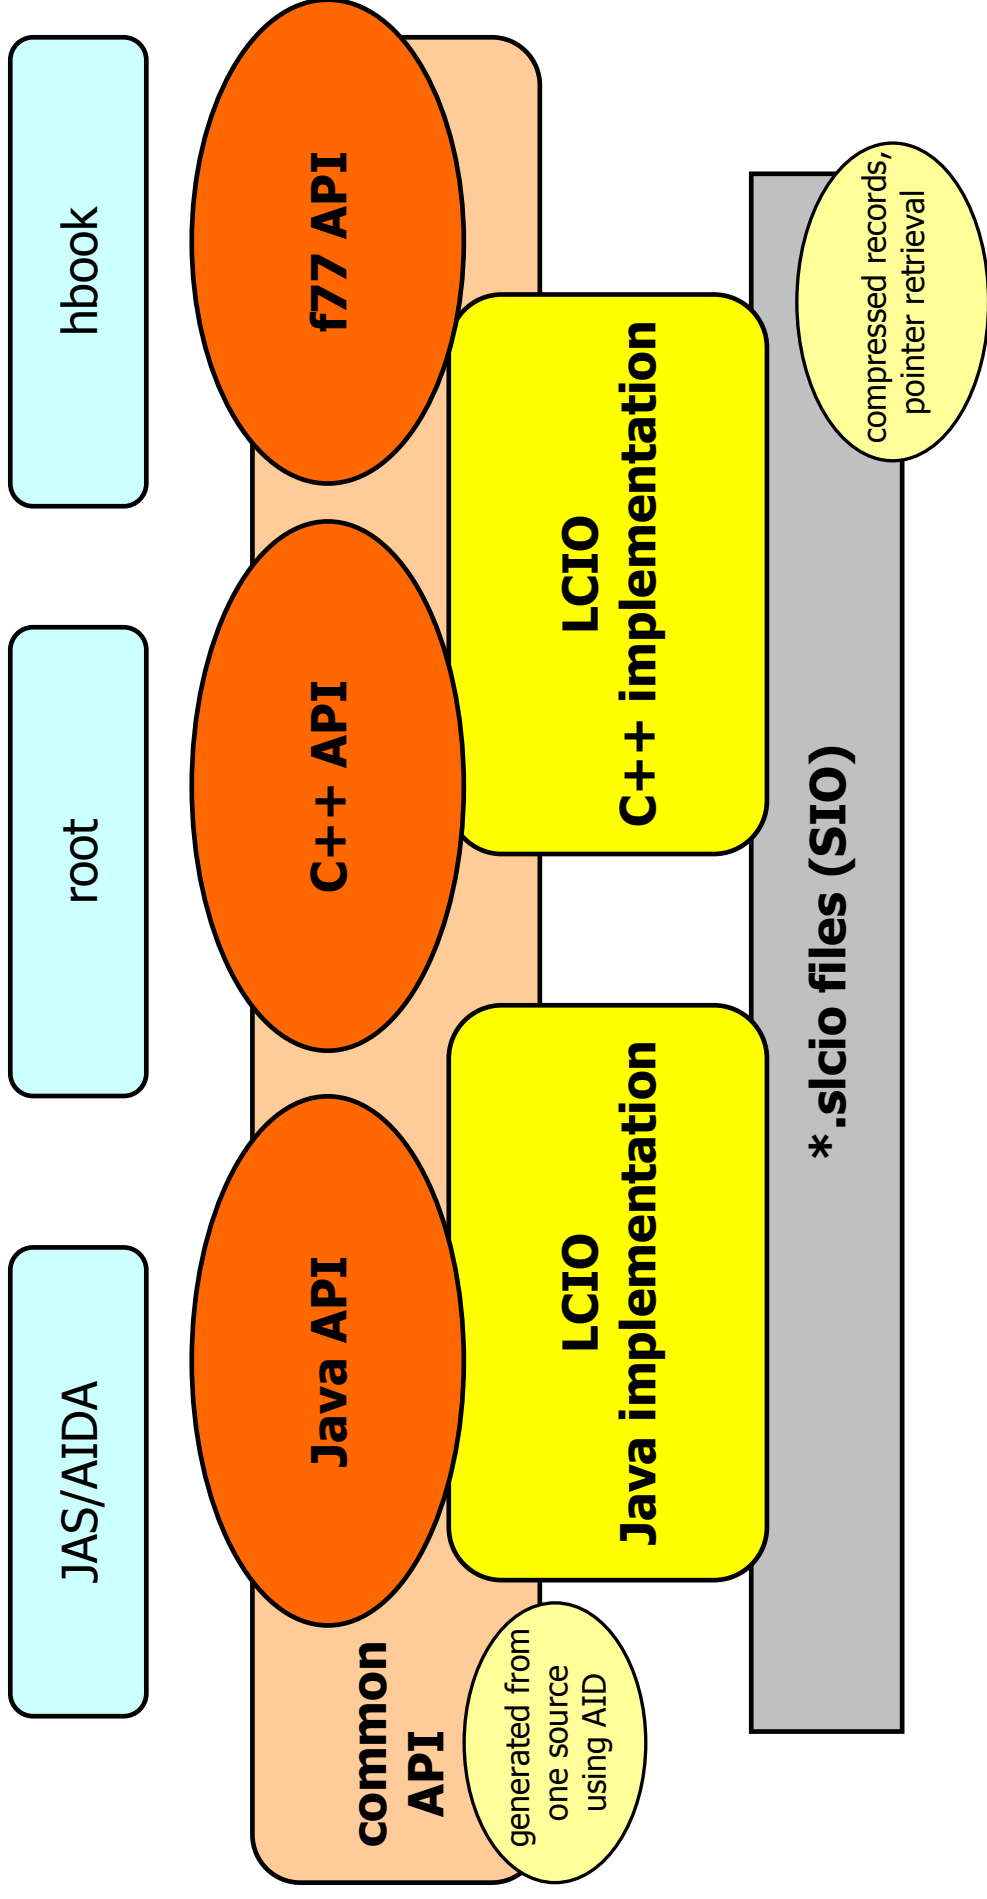 JAS/AIDA
root
hbook
Java API
C++ API
f77 API
common
API
generated from
one source
using AID
LCIO
Java implementation
LCIO
C++ implementation
*.slcio files (SIO)
compressed records,
pointer retrieval